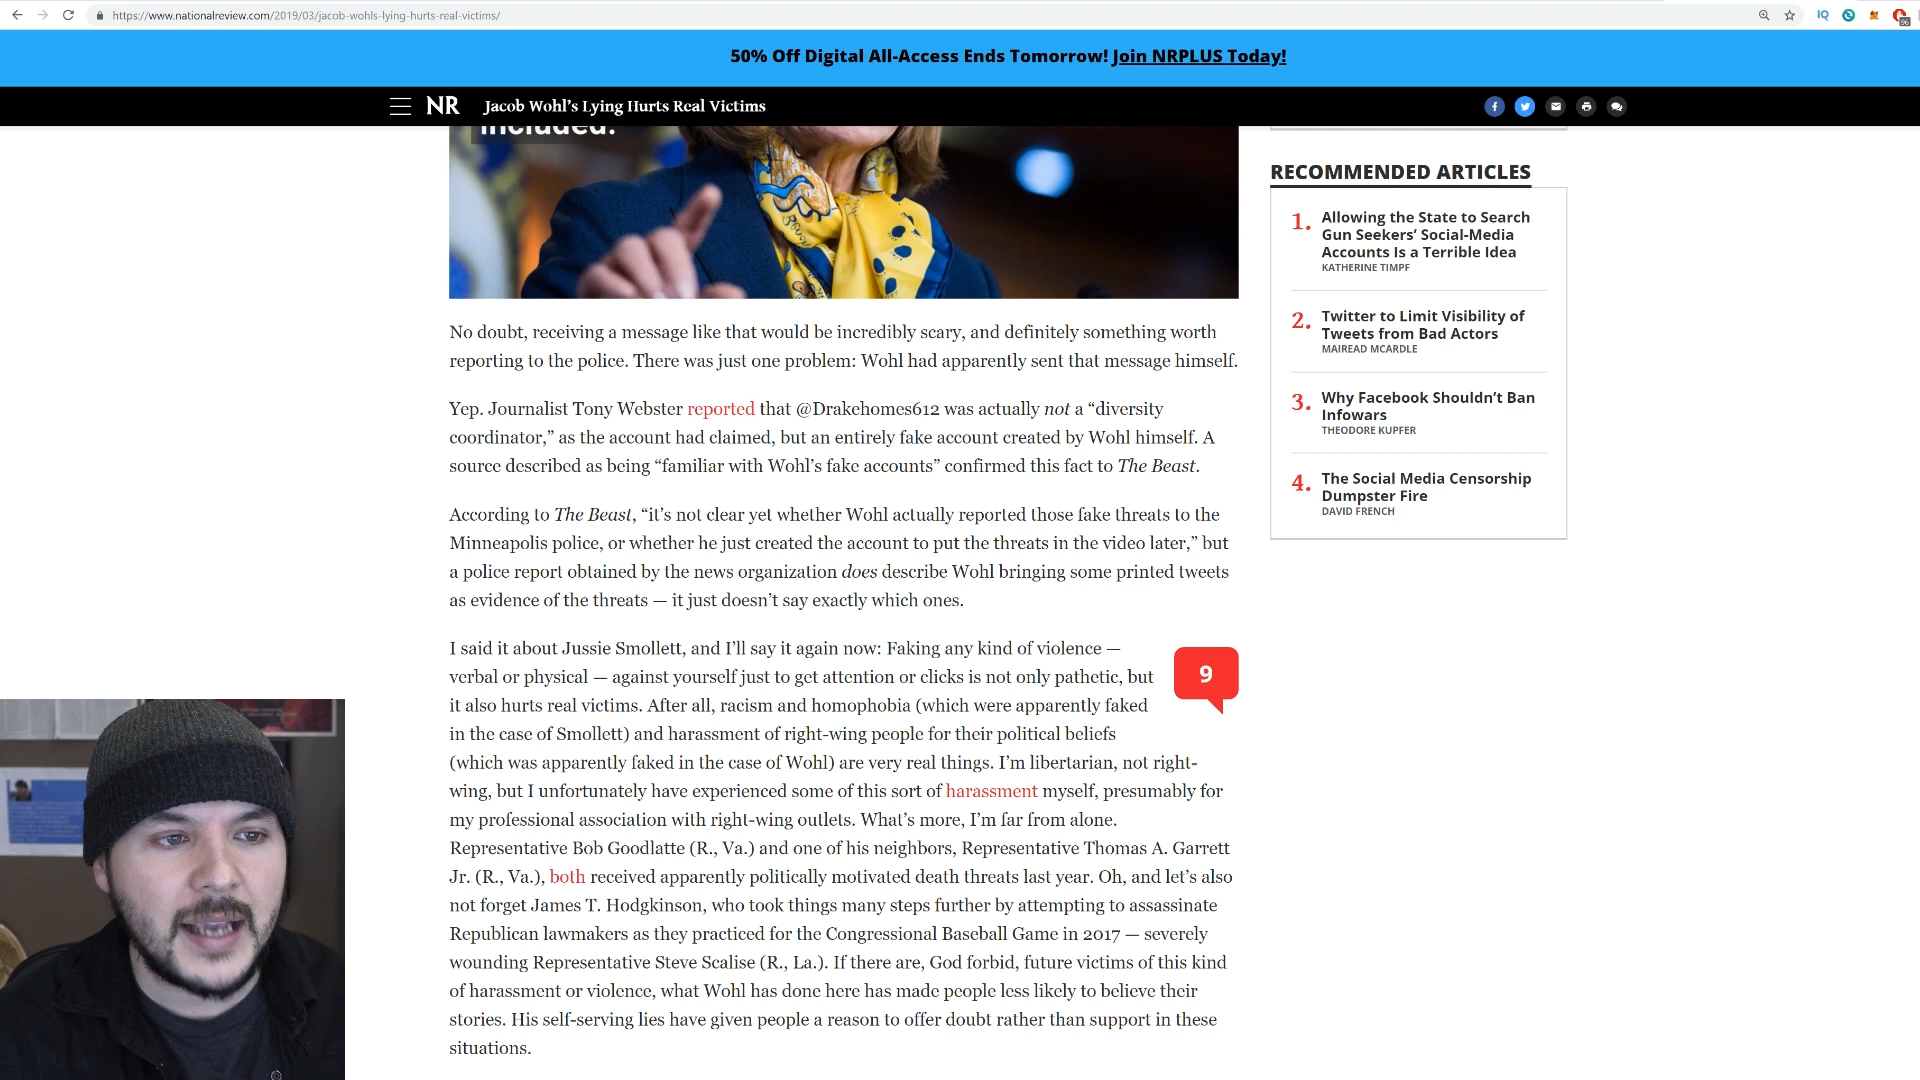 https://www.nationalreview.com/2019/03/jacob-wohls-lying-hurts-real-victims/
IQ
96
50% Off Digital All-Access Ends Tomorrow! Join NRPLUS Today!
NR Jacob Wohl's Lying Hurts Real Victims
included.
No doubt, receiving a message like that would be incredibly scary, and definitely something worth
reporting to the police. There was just one problem: Wohl had apparently sent that message himself.
Yep. Journalist Tony Webster reported that @Drakehomes612 was actually not a “diversity
coordinator,” as the account had claimed, but an entirely fake account created by Wohl himself. A
source described as being “familiar with Wohl’s fake accounts” confirmed this fact to The Beast.
According to The Beast, “it’s not clear yet whether Wohl actually reported those fake threats to the
Minneapolis police, or whether he just created the account to put the threats in the video later,” but
a police report obtained by the news organization does describe Wohl bringing some printed tweets
as evidence of the threats — it just doesn’t say exactly which ones.
I said it about Jussie Smollett, and I’ll say it again now: Faking any kind of violence —
verbal or physical — against yourself just to get attention or clicks is not only pathetic, but
it also hurts real victims. After all, racism and homophobia (which were apparently faked
in the case of Smollett) and harassment of right-wing people for their political beliefs
(which was apparently faked in the case of Wohl) are very real things. I’m libertarian, not right-
wing, but I unfortunately have experienced some of this sort of harassment myself, presumably for
my professional association with right-wing outlets. What’s more, I’m far from alone.
Representative Bob Goodlatte (R., Va.) and one of his neighbors, Representative Thomas A. Garrett
Jr. (R., Va.), both received apparently politically motivated death threats last year. Oh, and let’s also
not forget James T. Hodgkinson, who took things many steps further by attempting to assassinate
Republican lawmakers as they practiced for the Congressional Baseball Game in 2017 — severely
wounding Representative Steve Scalise (R., La.). If there are, God forbid, future victims of this kind
of harassment or violence, what Wohl has done here has made people less likely to believe their
stories. His self-serving lies have given people a reason to offer doubt rather than support in these
situations.
9
RECOMMENDED ARTICLES
1. Allowing the State to Search
Gun Seekers’ Social-Media
Accounts Is a Terrible Idea
KATHERINE TIMPF
2. Twitter to Limit Visibility of
Tweets from Bad Actors
MAIREAD MCARDLE
3. Why Facebook Shouldn’t Ban
Infowars
THEODORE KUPFER
4. The Social Media Censorship
Dumpster Fire
DAVID FRENCH